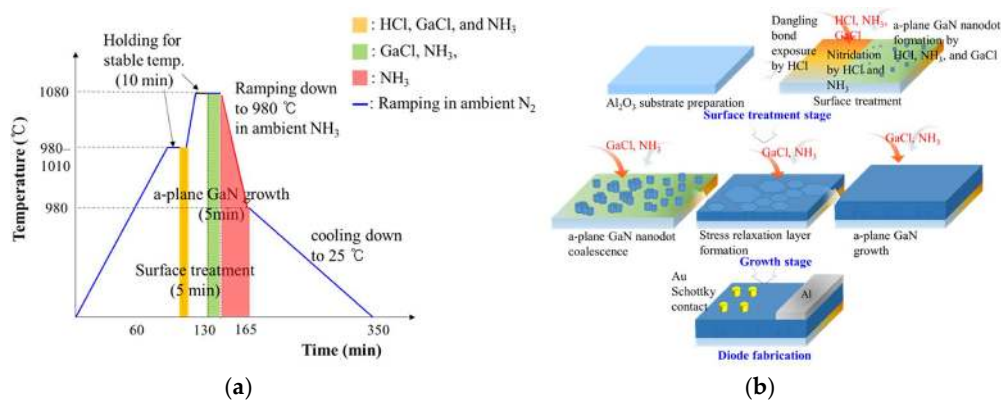 : HCl, GaCl, and NH₃
: GaCl, NH₃,
: NH₃
: Ramping in ambient N₂
Holding for
stable temp.
(10 min)
Ramping down
to 980 ℃
in ambient NH₃
a-plane GaN growth
(5min)
cooling down
to 25 ℃
Surface treatment
(5 min)
Temperature (℃)
1080
980–
1010
980
60
130
165
350
Time (min)
(a)
Dangling
bond
exposure
by HCl
HCl, NH₃,
GaCl
Nitridation
by HCl and
NH₃
a-plane GaN nanodot
formation by
HCl, NH₃, and GaCl
Al₂O₃ substrate preparation
Surface treatment
Surface treatment stage
GaCl, NH₃
GaCl, NH₃
GaCl, NH₃
a-plane GaN nanodot
coalescence
Stress relaxation layer
formation
a-plane GaN
growth
Growth stage
Au
Schottky
contact
Al
Diode fabrication
(b)